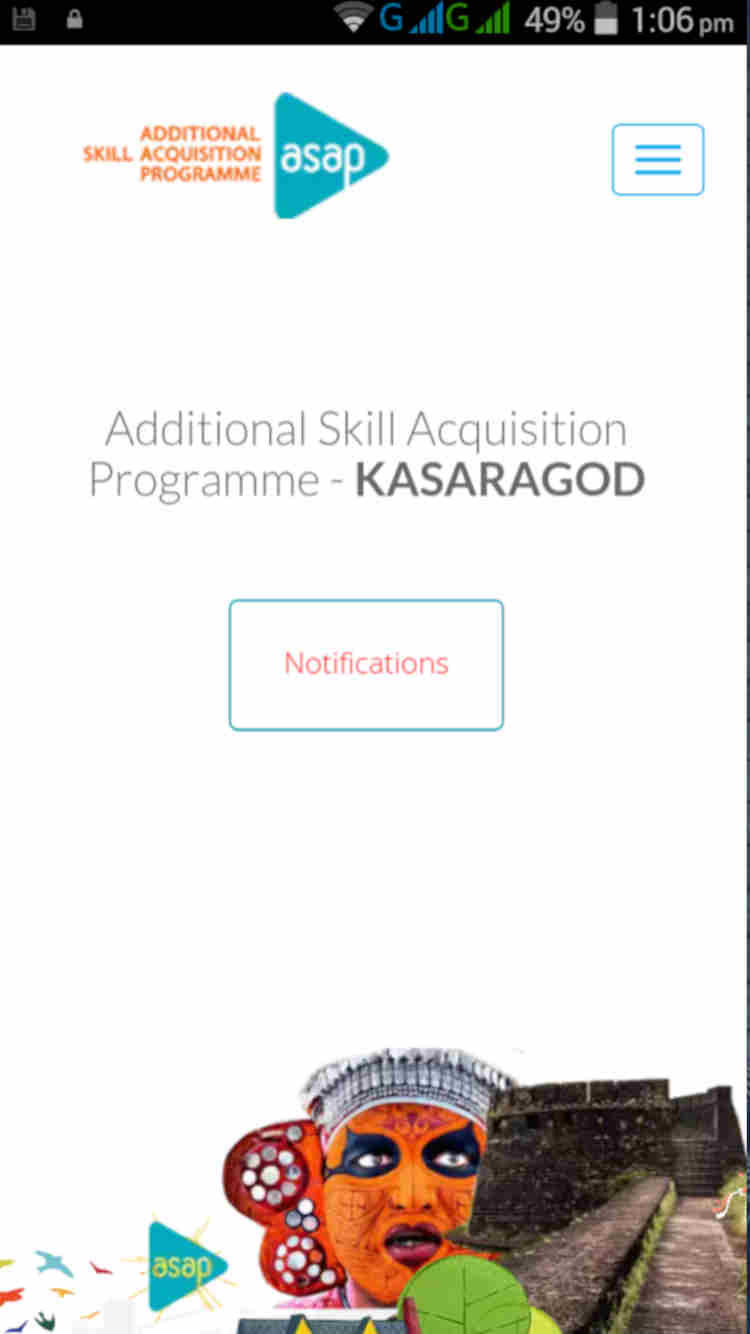 G G 49% 1:06 pm
ADDITIONAL
SKILL ACQUISITION
PROGRAMME
asap
Additional Skill Acquisition
Programme - KASARAGOD
Notifications
asap